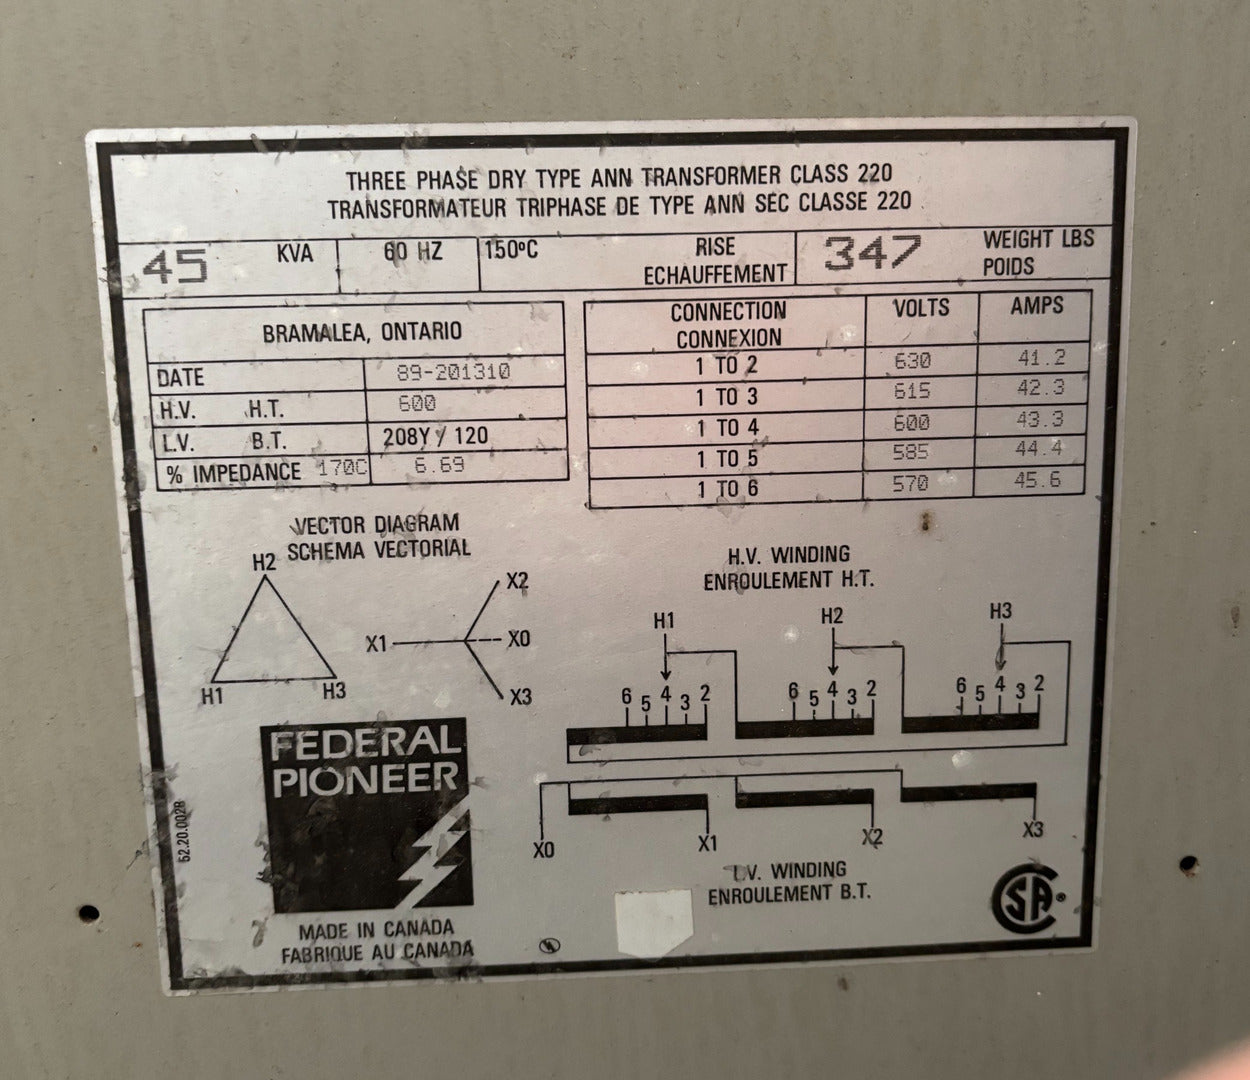 THREE PHASE DRY TYPE ANN TRANSFORMER CLASS 220
TRANSFORMATEUR TRIPHASE DE TYPE ANN SEC CLASSE 220
45 KVA 60 HZ 150ºC RISE 347 WEIGHT LBS
ECHAUFFEMENT POIDS
BRAMALEA, ONTARIO
DATE 89-201310
H.V. H.T. 600
L.V. B.T. 208Y / 120
% IMPEDANCE 170C 6.69
CONNECTION VOLTS AMPS
CONNEXION
1 TO 2 630 41.2
1 TO 3 615 42.3
1 TO 4 600 43.3
1 TO 5 585 44.4
1 TO 6 570 45.6
VECTOR DIAGRAM
SCHEMA VECTORIAL
H2
H1 H3
X2
X1 X0
X3
H.V. WINDING
ENROULEMENT H.T.
H1 H2 H3
6 5 4 3 2 6 5 4 3 2 6 5 4 3 2
X0 X1 X2 X3
L.V. WINDING
ENROULEMENT B.T.
FEDERAL
PIONEER
52.20.002B
MADE IN CANADA
FABRIQUE AU CANADA
CSA